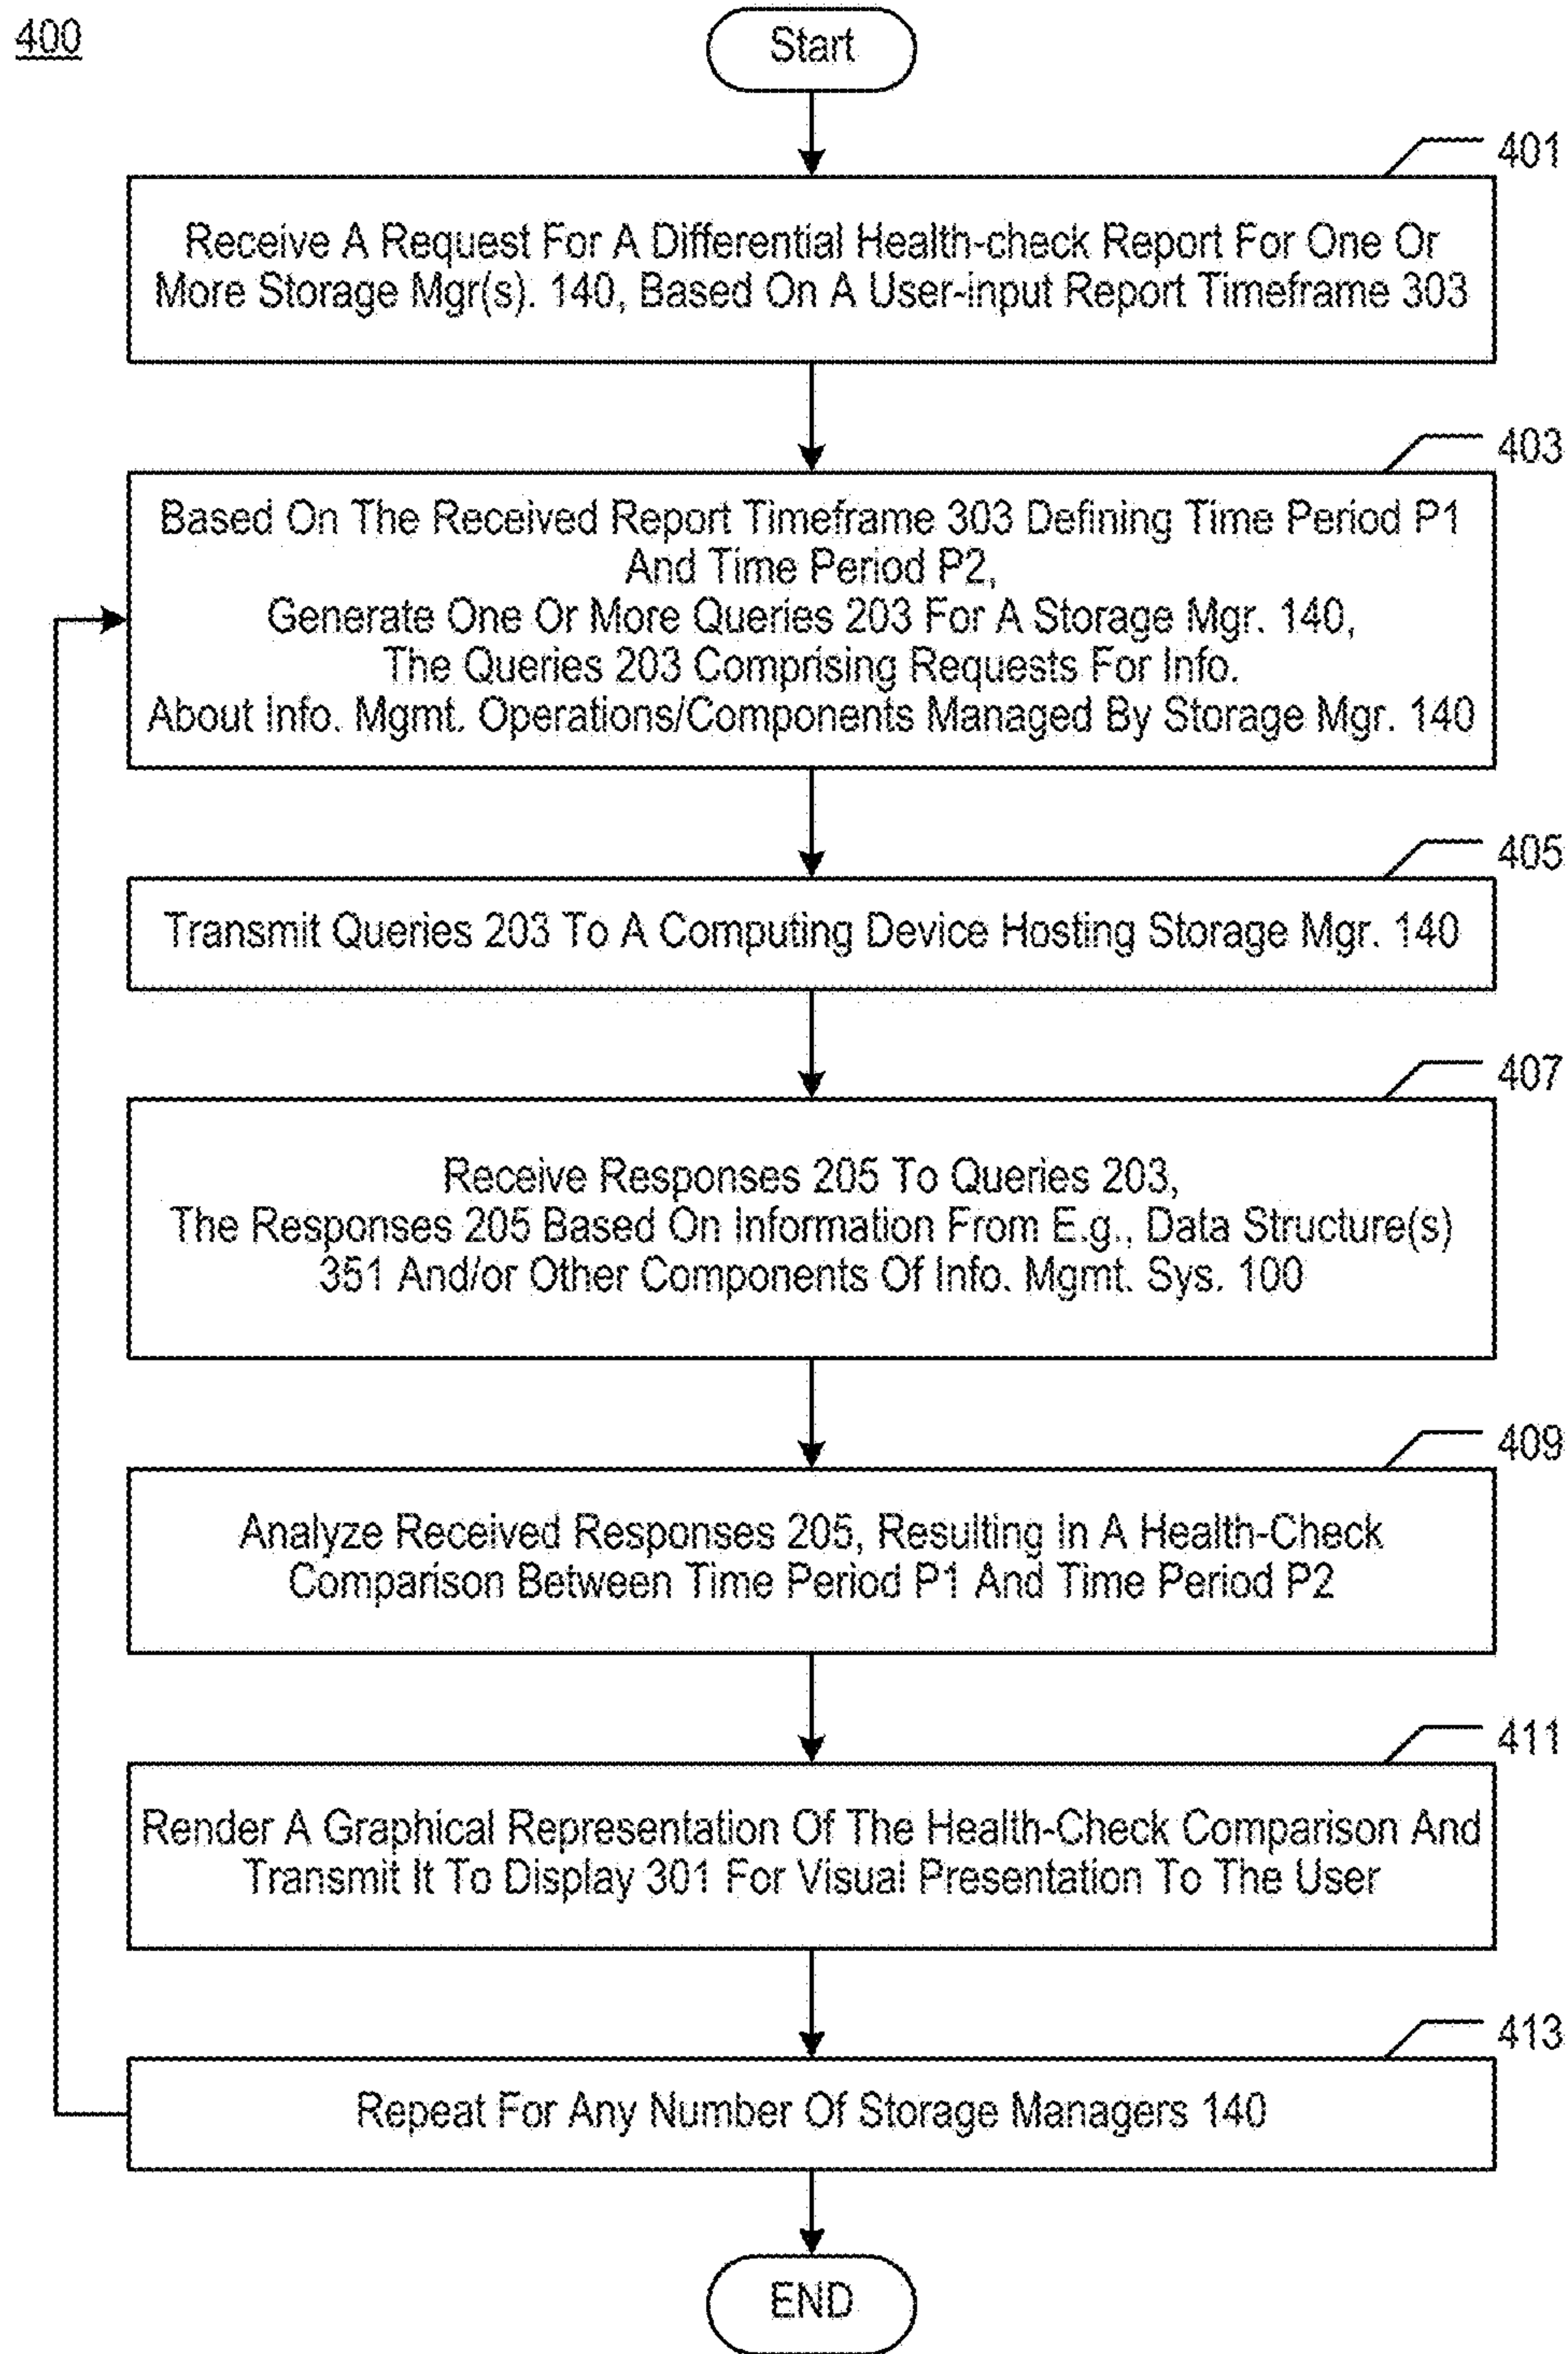 400
Start
401
Receive A Request For A Differential Health-check Report For One Or
More Storage Mgr(s). 140, Based On A User-input Report Timeframe 303
403
Based On The Received Report Timeframe 303 Defining Time Period P1
And Time Period P2,
Generate One Or More Queries 203 For A Storage Mgr. 140,
The Queries 203 Comprising Requests For Info.
About Info. Mgmt. Operations/Components Managed By Storage Mgr. 140
405
Transmit Queries 203 To A Computing Device Hosting Storage Mgr. 140
407
Receive Responses 205 To Queries 203,
The Responses 205 Based On Information From E.g., Data Structure(s)
351 And/or Other Components Of Info. Mgmt. Sys. 100
409
Analyze Received Responses 205, Resulting In A Health-Check
Comparison Between Time Period P1 And Time Period P2
411
Render A Graphical Representation Of The Health-Check Comparison And
Transmit It To Display 301 For Visual Presentation To The User
413
Repeat For Any Number Of Storage Managers 140
END